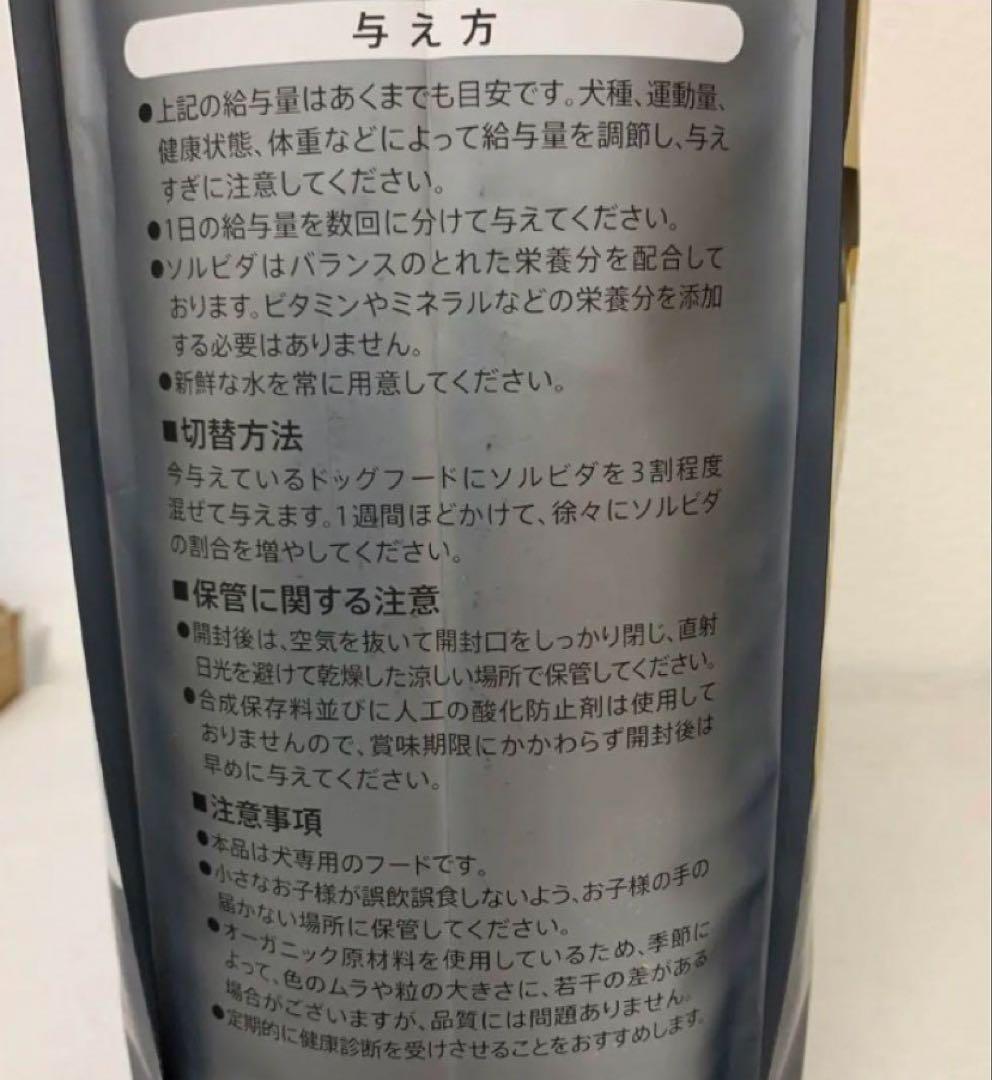 与え方
●上記の給与量はあくまでも目安です。犬種、運動量、
健康状態、体重などによって給与量を調節し、与え
すぎに注意してください。
●1日の給与量を数回に分けて与えてください。
●ソルビダはバランスのとれた栄養分を配合して
おります。ビタミンやミネラルなどの栄養分を添加
する必要はありません。
●新鮮な水を常に用意してください。
■切替方法
今与えているドッグフードにソルビダを3割程度
混ぜて与えます。1週間ほどかけて、徐々にソルビダ
の割合を増やしてください。
■保管に関する注意
●開封後は、空気を抜いて開封口をしっかり閉じ、直射
日光を避けて乾燥した涼しい場所で保管してください。
●合成保存料並びに人工の酸化防止剤は使用して
おりませんので、賞味期限にかかわらず開封後は
早めに与えてください。
■注意事項
●本品は犬専用のフードです。
●小さなお子様が誤飲誤食しないよう、お子様の手の
届かない場所に保管してください。
●オーガニック原材料を使用しているため、季節に
よって、色のムラや粒の大きさに、若干の差がある
場合がございますが、品質には問題ありません。
●定期的に健康診断を受けさせることをおすすめします。